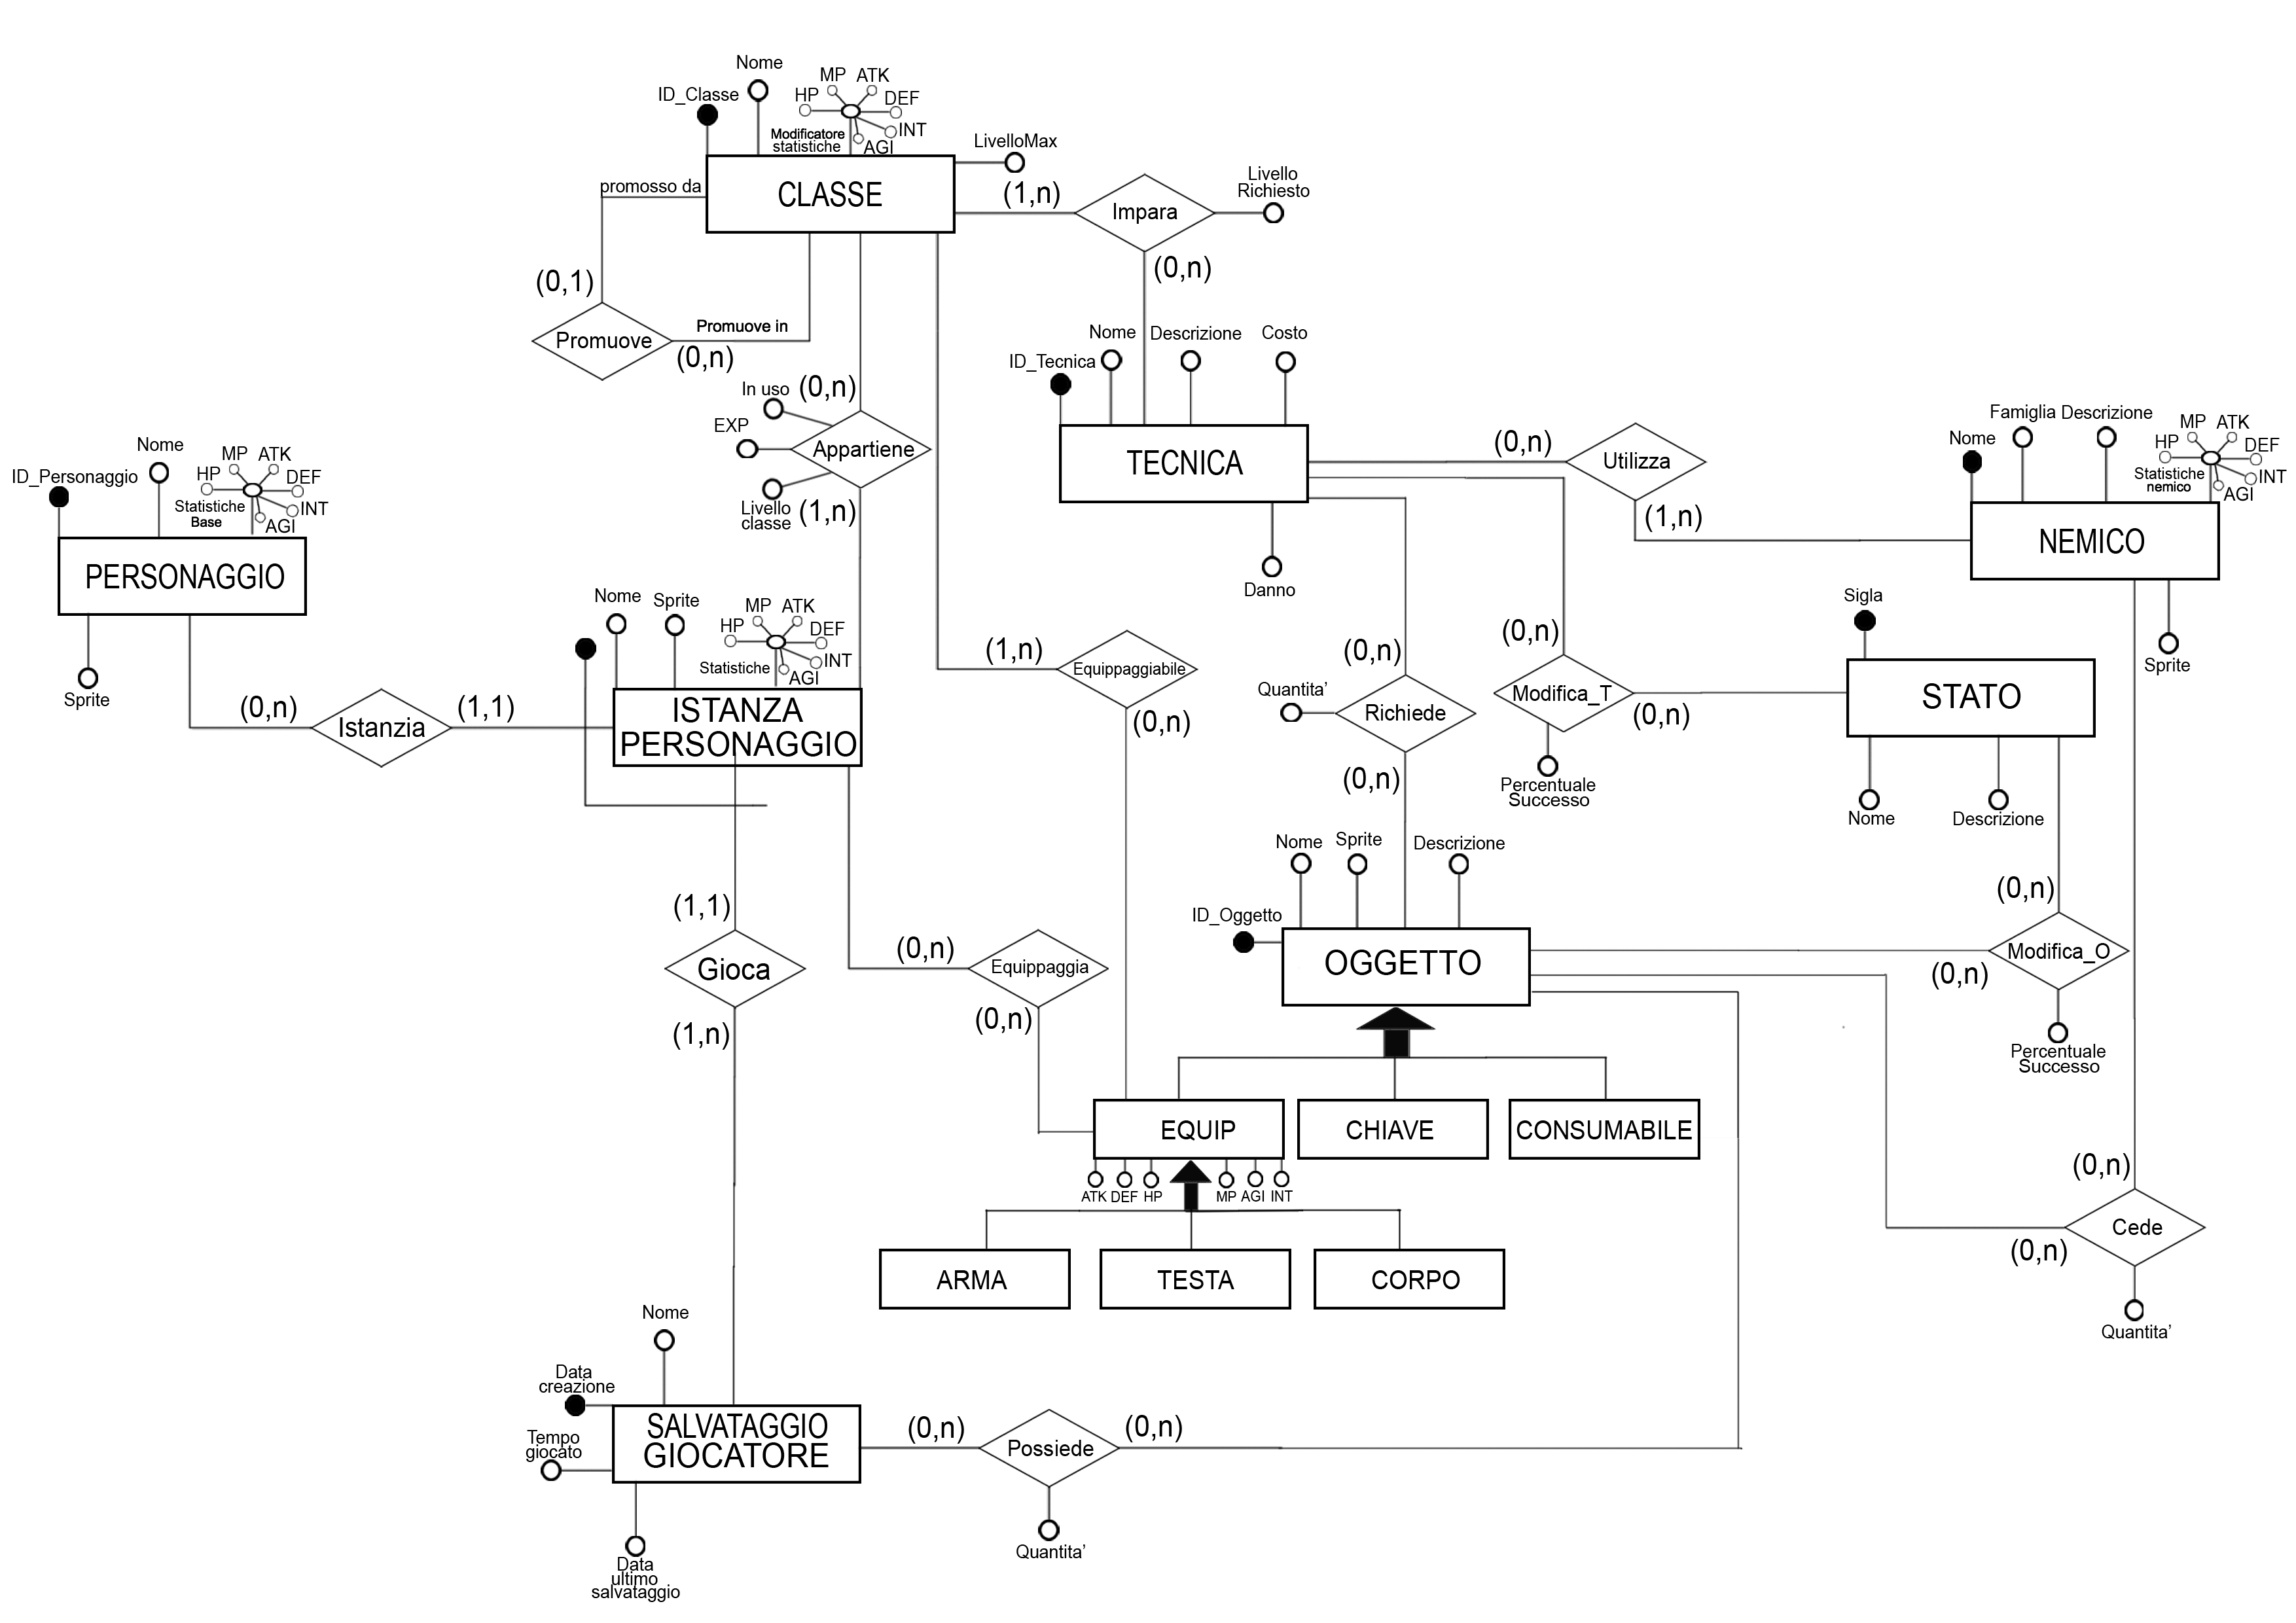 Nome
ID_Classe
MP ATK
HP
DEF
INT
AGI
Modificatore
statistiche
LivelloMax
promosso da
CLASSE
(1,n)
Impara
Livello
Richiesto
(0,n)
(0,1)
Promuove
Promuove in
(0,n)
In uso
(0,n)
EXP
Appartiene
Livello
classe
(1,n)
Nome
Descrizione
Costo
ID_Tecnica
TECNICA
Danno
(0,n)
Utilizza
(1,n)
Famiglia
Descrizione
Nome
MP ATK
HP
DEF
INT
AGI
Statistiche
nemico
NEMICO
Sprite
Nome
ID_Personaggio
MP ATK
HP
DEF
INT
AGI
Statistiche
Base
PERSONAGGIO
Sprite
(0,n)
Istanzia
(1,1)
Nome
Sprite
MP ATK
HP
DEF
INT
AGI
Statistiche
ISTANZA
PERSONAGGIO
(1,n)
Equippaggiabile
(0,n)
(0,n)
Quantita'
Richiede
(0,n)
(0,n)
Modifica_T
(0,n)
Percentuale
Successo
Sigla
STATO
Nome
Descrizione
(0,n)
Modifica_O
(0,n)
Percentuale
Successo
Nome
Sprite
Descrizione
ID_Oggetto
OGGETTO
(1,1)
Gioca
(1,n)
(0,n)
Equippaggia
(0,n)
EQUIP
CHIAVE
CONSUMABILE
ATK DEF HP
MP AGI INT
ARMA
TESTA
CORPO
(0,n)
Cede
(0,n)
Quantita'
Nome
Data
creazione
Tempo
giocato
SALVATAGGIO
GIOCATORE
Data
ultimo
salvataggio
(0,n)
Possiede
(0,n)
Quantita'